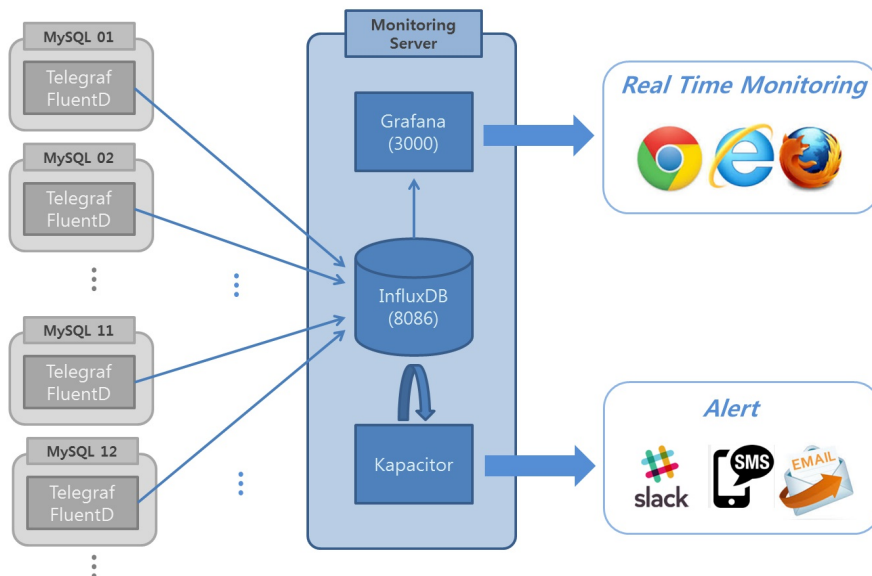 MySQL 01
Telegraf
FluentD
MySQL 02
Telegraf
FluentD
MySQL 11
Telegraf
FluentD
MySQL 12
Telegraf
FluentD
Monitoring
Server
Grafana
(3000)
InfluxDB
(8086)
Kapacitor
Real Time Monitoring
Alert
slack
SMS
EMAIL